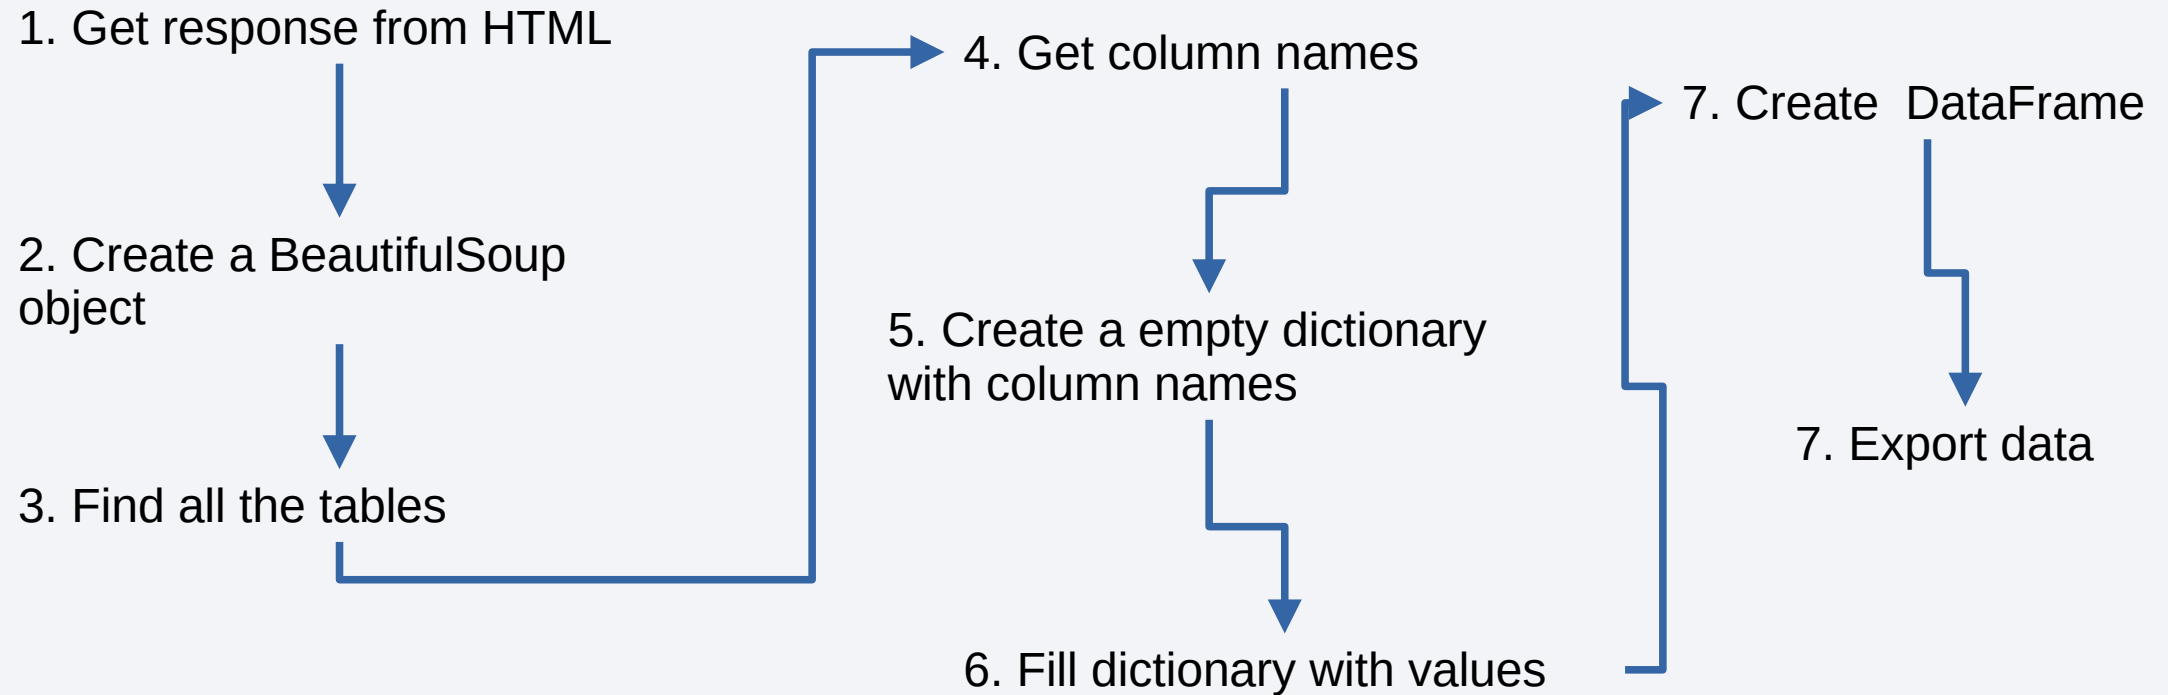 1. Get response from HTML
2. Create a BeautifulSoup
object
3. Find all the tables
4. Get column names
5. Create a empty dictionary
with column names
6. Fill dictionary with values
7. Create  DataFrame
7. Export data